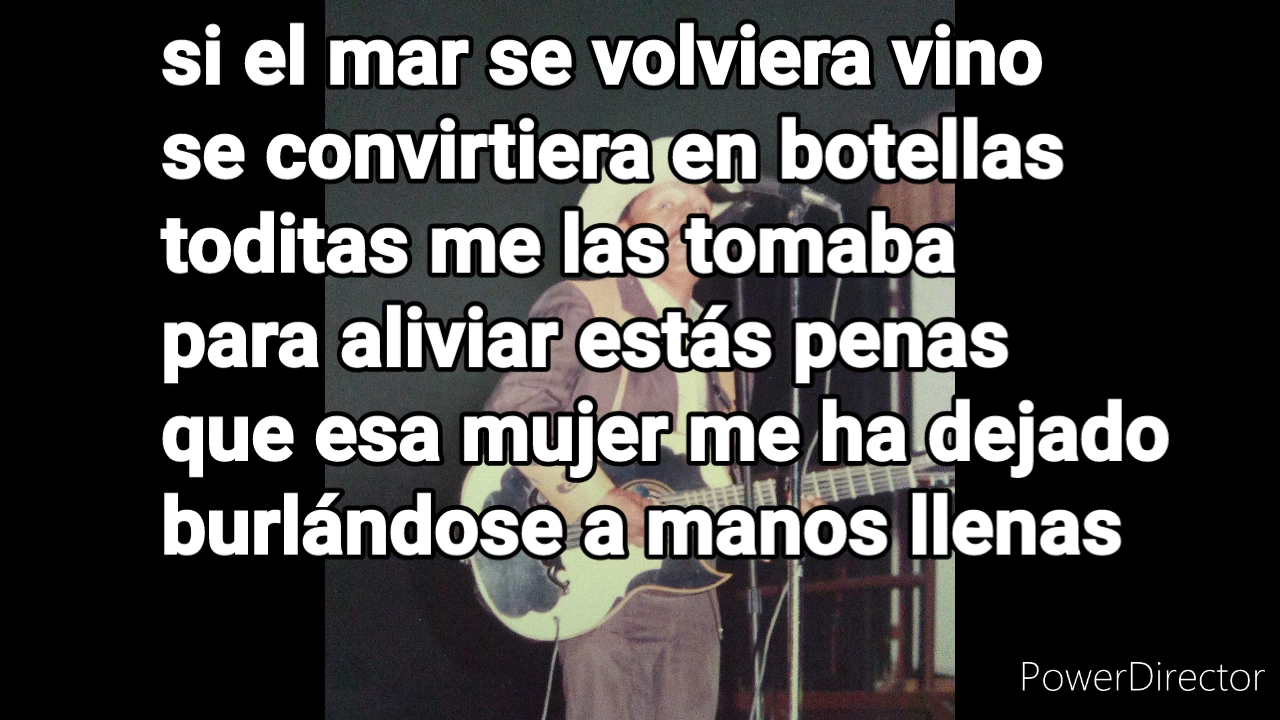 si el mar se volviera vino
se convirtiera en botellas
toditas me las tomaba
para aliviar estás penas
que esa mujer me ha dejado
burlándose a manos llenas
PowerDirector